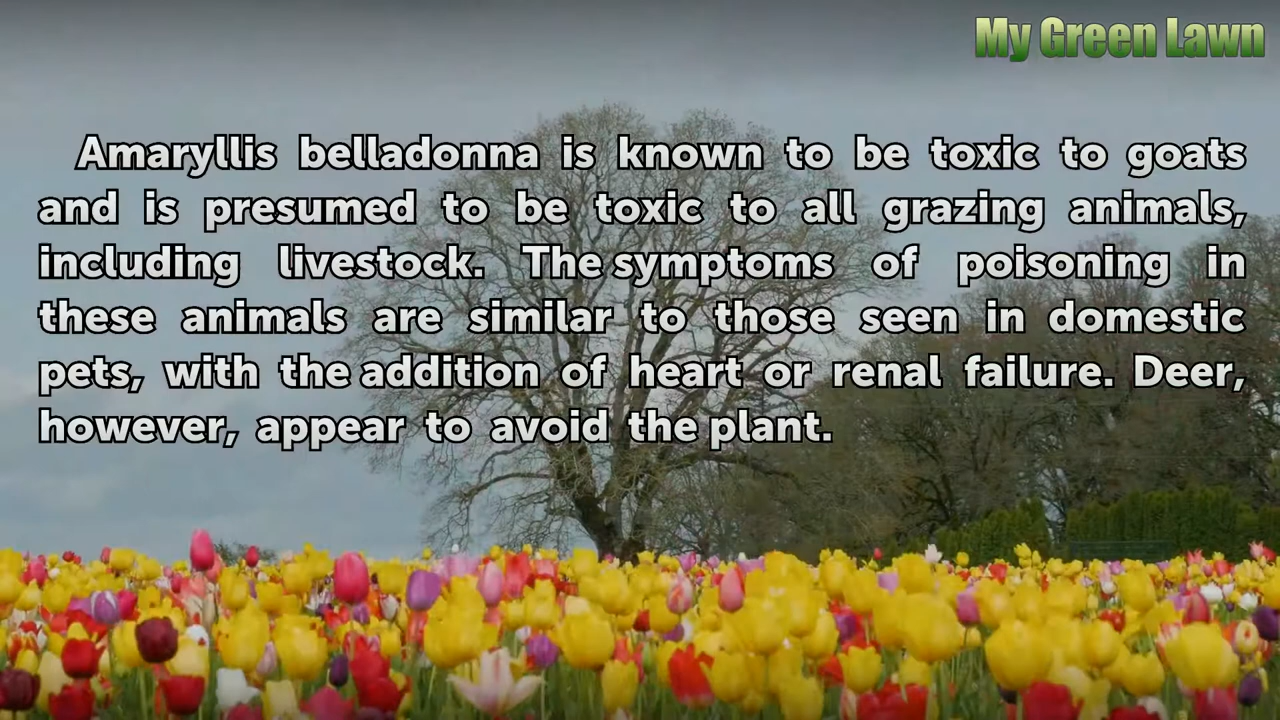 My Green Lawn
Amaryllis belladonna is known to be toxic to goats
and is presumed to be toxic to all grazing animals,
including livestock. The symptoms of poisoning in
these animals are similar to those seen in domestic
pets, with the addition of heart or renal failure. Deer,
however, appear to avoid the plant.